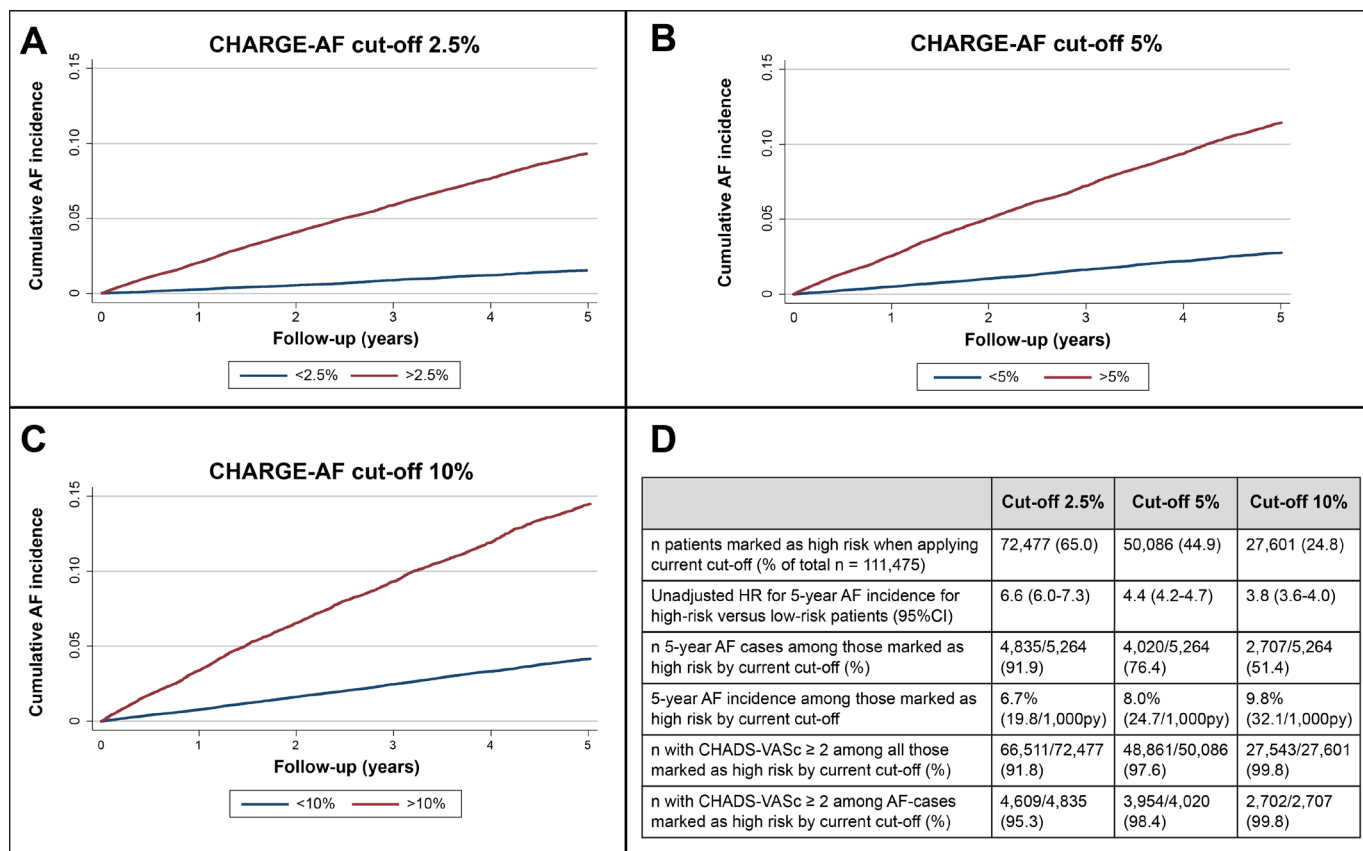 A
CHARGE-AF cut-off 2.5%
Cumulative AF incidence
0.15
0.10
0.05
0
0 1 2 3 4 5
Follow-up (years)
<2.5% >2.5%
B
CHARGE-AF cut-off 5%
Cumulative AF incidence
0.15
0.10
0.05
0
0 1 2 3 4 5
Follow-up (years)
<5% >5%
C
CHARGE-AF cut-off 10%
Cumulative AF incidence
0.15
0.10
0.05
0
0 1 2 3 4 5
Follow-up (years)
<10% >10%
D
Cut-off 2.5% Cut-off 5% Cut-off 10%
n patients marked as high risk when applying
current cut-off (% of total n = 111,475)
72,477 (65.0) 50,086 (44.9) 27,601 (24.8)
Unadjusted HR for 5-year AF incidence for
high-risk versus low-risk patients (95%CI)
6.6 (6.0-7.3) 4.4 (4.2-4.7) 3.8 (3.6-4.0)
n 5-year AF cases among those marked as
high risk by current cut-off (%)
4,835/5,264 4,020/5,264 2,707/5,264
(91.9) (76.4) (51.4)
5-year AF incidence among those marked as
high risk by current cut-off
6.7% 8.0% 9.8%
(19.8/1,000py) (24.7/1,000py) (32.1/1,000py)
n with CHADS-VASc ≥ 2 among all those
marked as high risk by current cut-off (%)
66,511/72,477 48,861/50,086 27,543/27,601
(91.8) (97.6) (99.8)
n with CHADS-VASc ≥ 2 among AF-cases
marked as high risk by current cut-off (%)
4,609/4,835 3,954/4,020 2,702/2,707
(95.3) (98.4) (99.8)